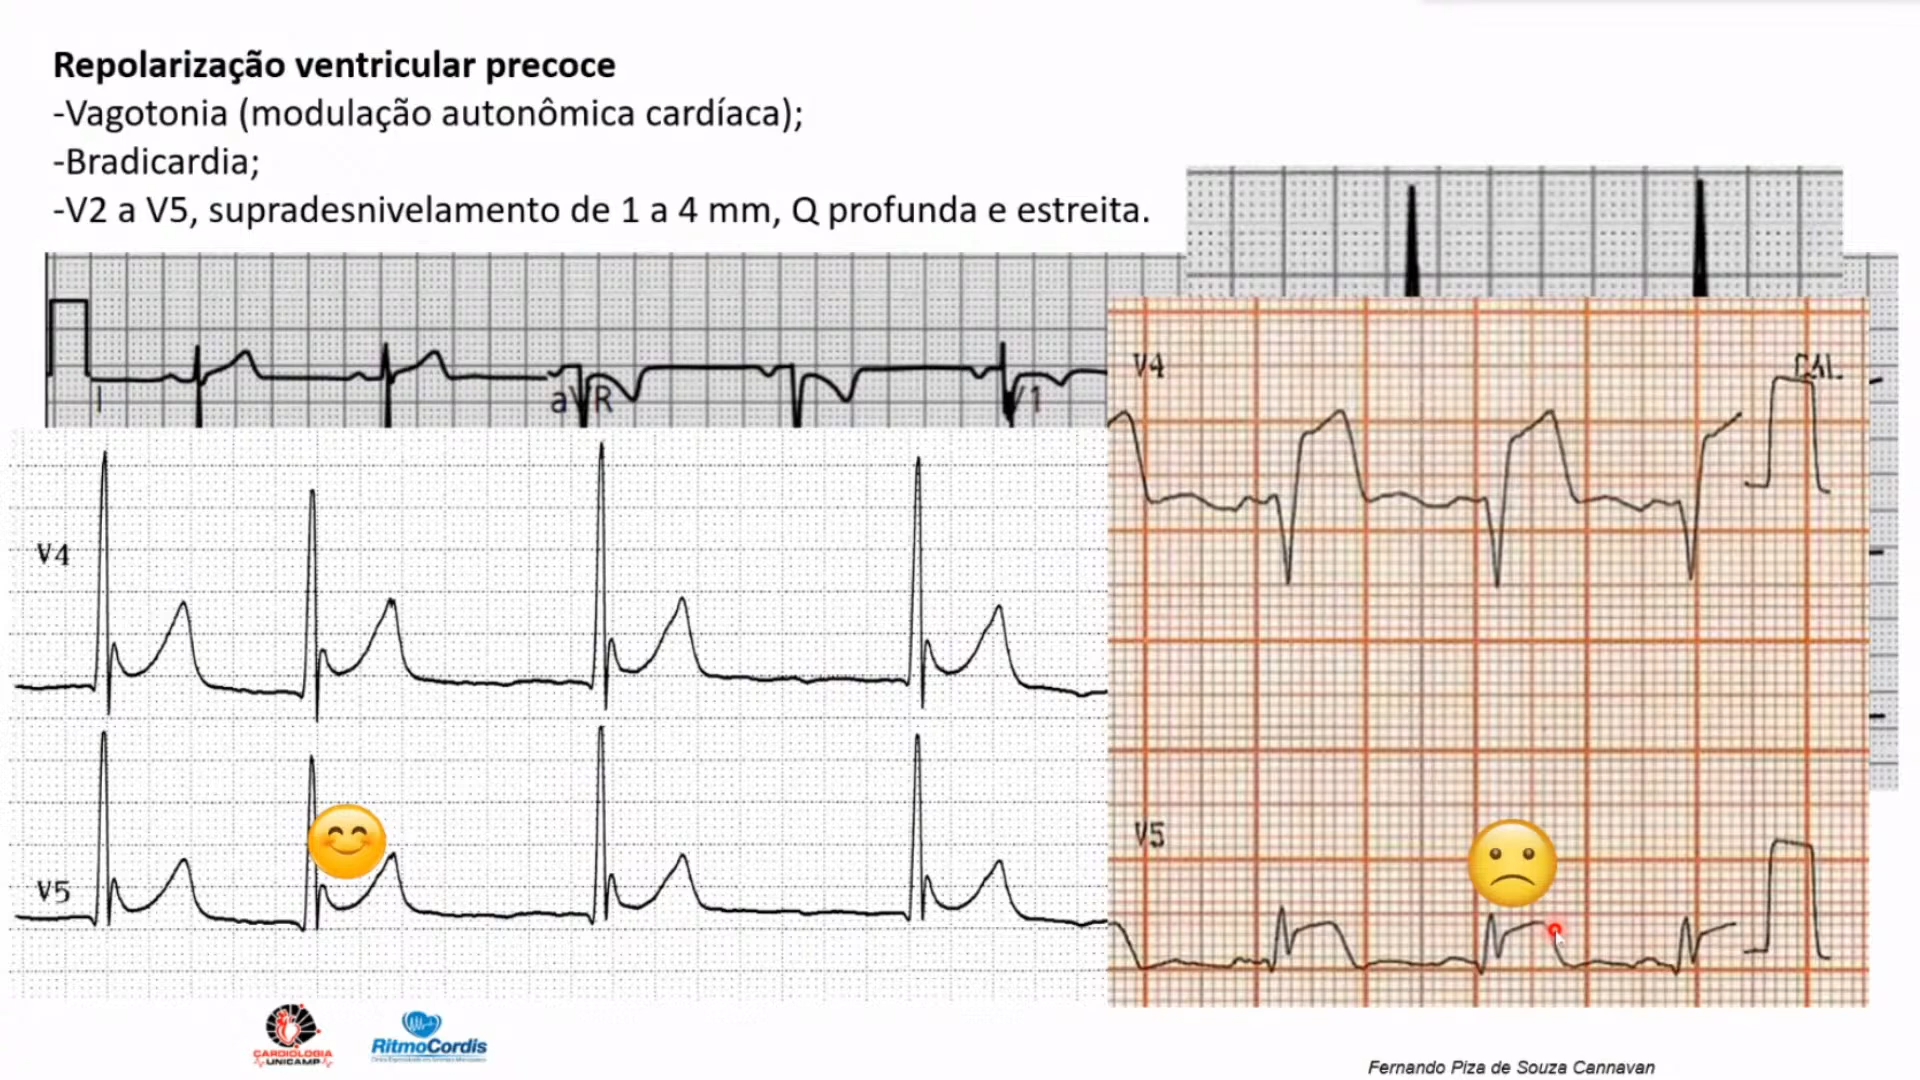 Repolarização ventricular precoce
-Vagotonia (modulação autonômica cardíaca);
-Bradicardia;
-V2 a V5, supradesnivelamento de 1 a 4 mm, Q profunda e estreita.
I
aVR
V1
V4
CAL
V4
V5
V5
CARDIOLOGIA
UNICAMP
RitmoCordis
Fernando Piza de Souza Cannavan